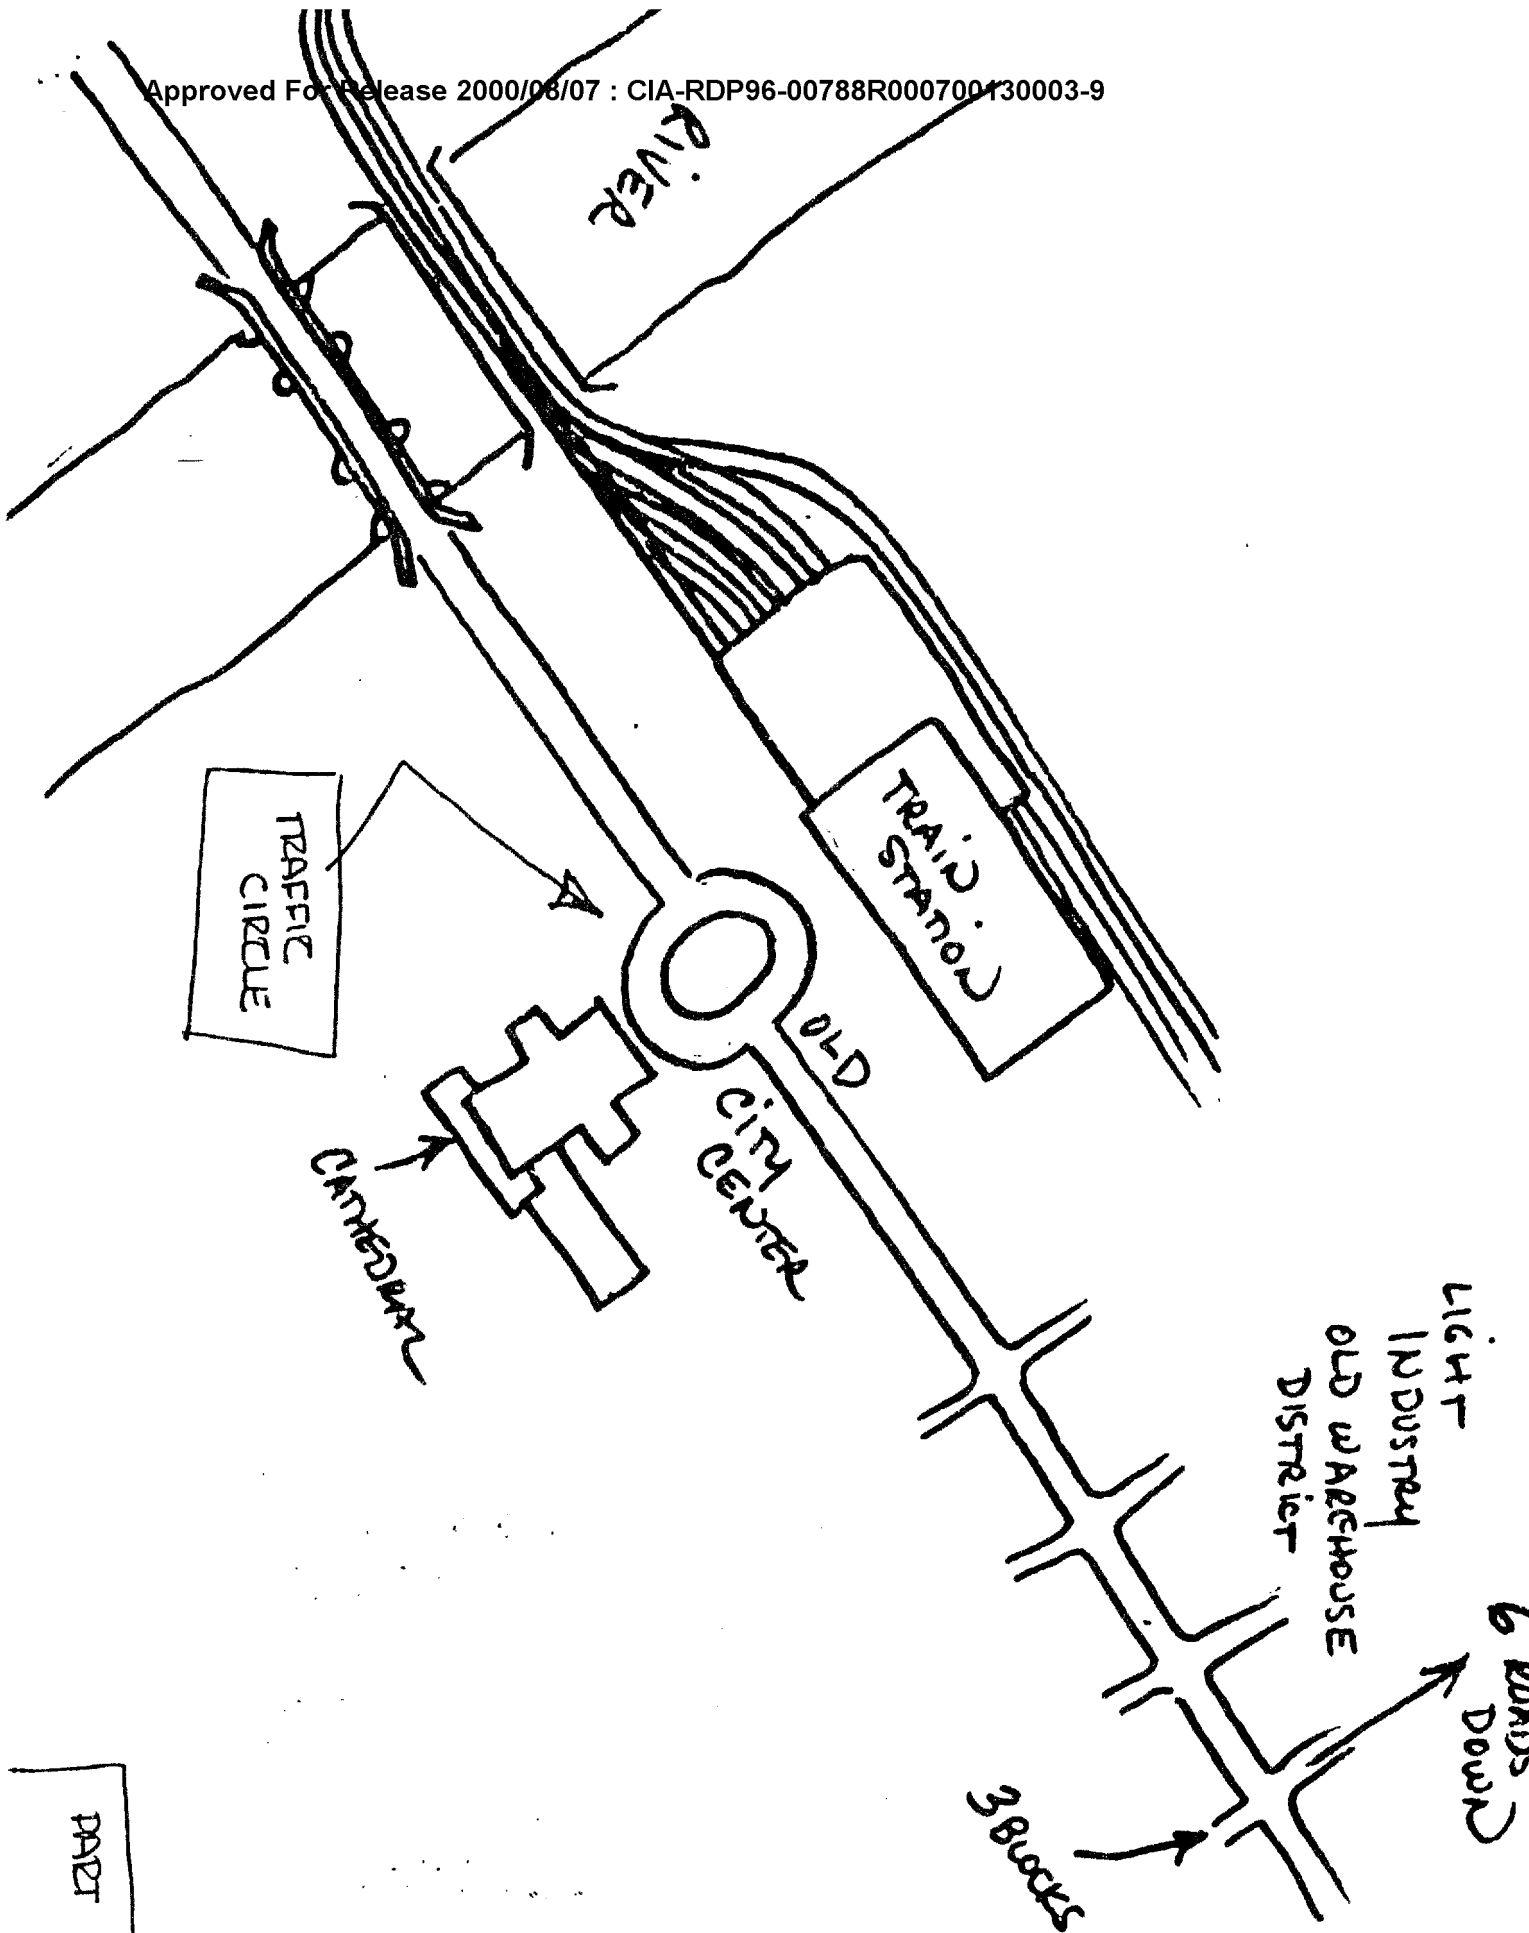 Approved For Release 2000/08/07 : CIA-RDP96-00788R000700130003-9
RIVER
TRAIN
STATION
TRAFFIC
CIRCLE
OLD
CITY
CENTER
CATHEDRAL
LIGHT
INDUSTRY
OLD WAREHOUSE
DISTRICT
6 ROADS
DOWN
3 BLOCKS
PART